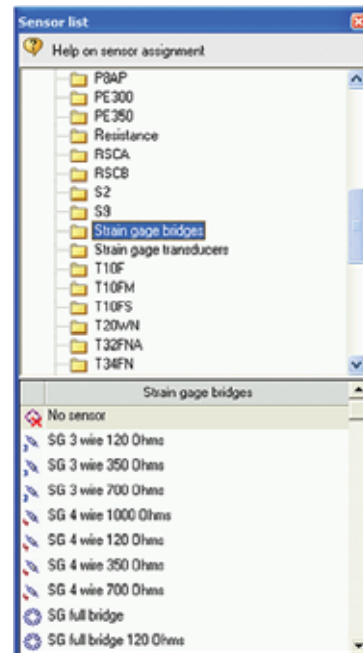 Sensor list
Help on sensor assignment
P8AP
PE300
PE350
Resistance
RSCA
RSCB
S2
S9
Strain gage bridges
Strain gage transducers
T10F
T10FM
T10FS
T20WN
T32FNA
T34FN
Strain gage bridges
No sensor
SG 3 wire 120 Ohms
SG 3 wire 350 Ohms
SG 3 wire 700 Ohms
SG 4 wire 1000 Ohms
SG 4 wire 120 Ohms
SG 4 wire 350 Ohms
SG 4 wire 700 Ohms
SG full bridge
SG full bridge 120 Ohms